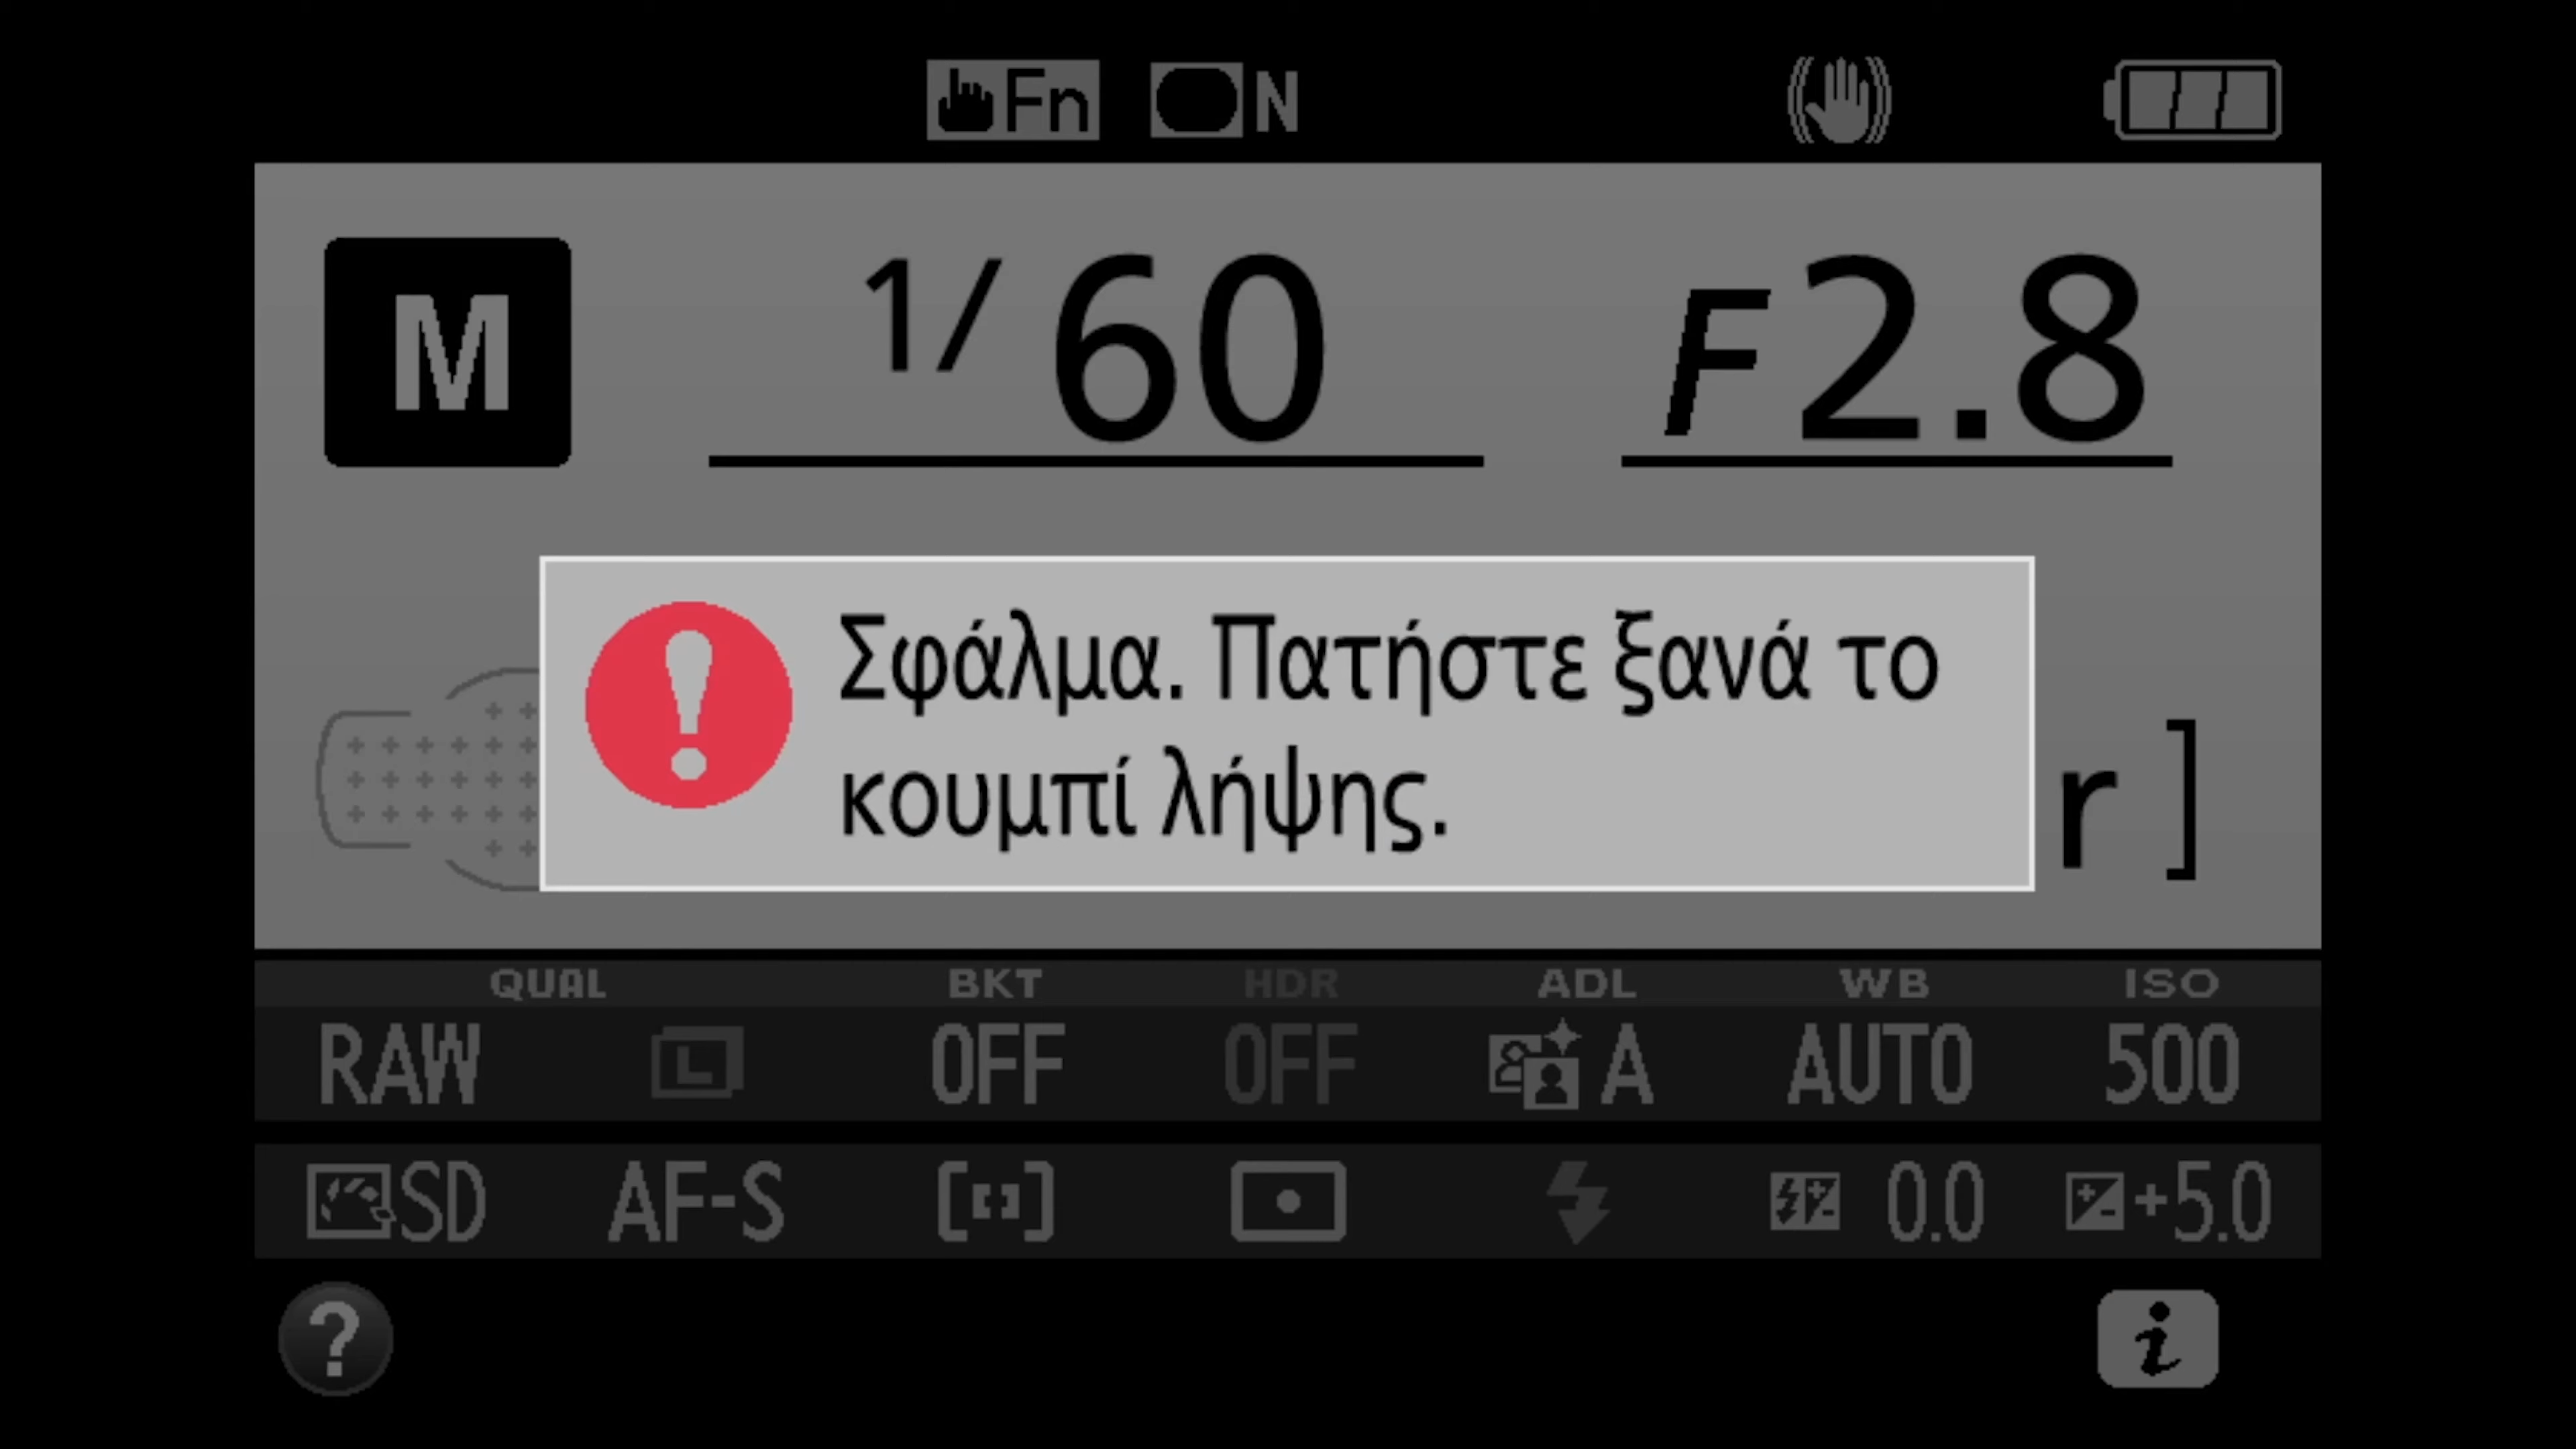 Fn N
M 1/60 F2.8
Σφάλμα. Πατήστε ξανά το
κουμπί λήψης.
r ]
QUAL BKT HDR ADL WB ISO
RAW L OFF OFF A AUTO 500
SD AF-S [ ] 0.0 +5.0
? i